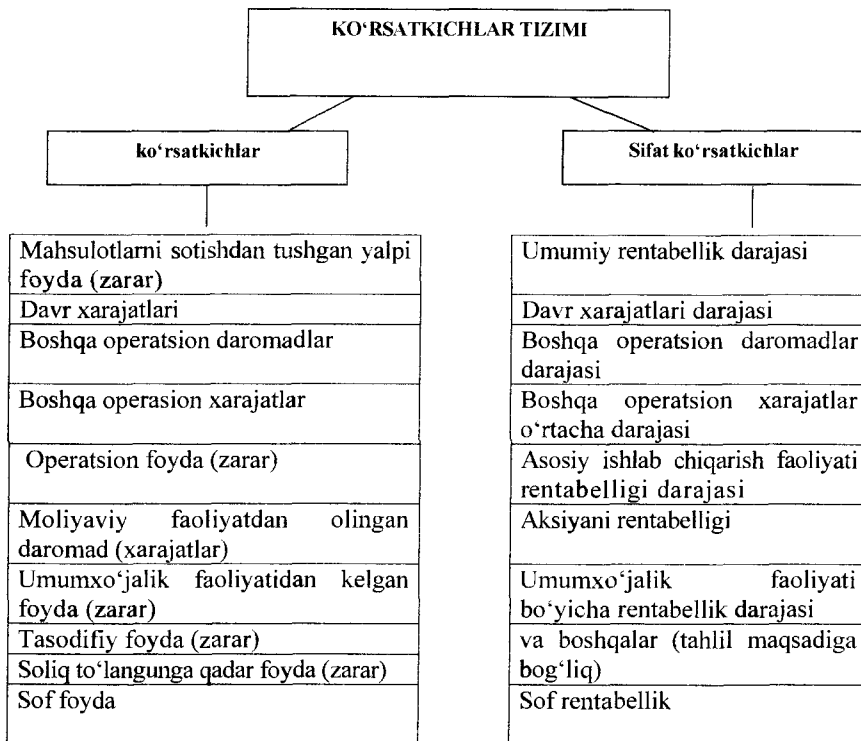 KO‘RSATKICHLAR TIZIMI
ko‘rsatkichlar
Mahsulotlarni sotishdan tushgan yalpi
foyda (zarar)
Davr xarajatlari
Boshqa operatsion daromadlar
Boshqa operasion xarajatlar
Operatsion foyda (zarar)
Moliyaviy faoliyatdan olingan
daromad (xarajatlar)
Umumxo‘jalik faoliyatidan kelgan
foyda (zarar)
Tasodifiy foyda (zarar)
Soliq to‘langunga qadar foyda (zarar)
Sof foyda
Sifat ko‘rsatkichlar
Umumiy rentabellik darajasi
Davr xarajatlari darajasi
Boshqa operatsion daromadlar
darajasi
Boshqa operatsion xarajatlar
o‘rtacha darajasi
Asosiy ishlab chiqarish faoliyati
rentabelligi darajasi
Aksiyani rentabelligi
Umumxo‘jalik faoliyati
bo‘yicha rentabellik darajasi
va boshqalar (tahlil maqsadiga
bog‘liq)
Sof rentabellik